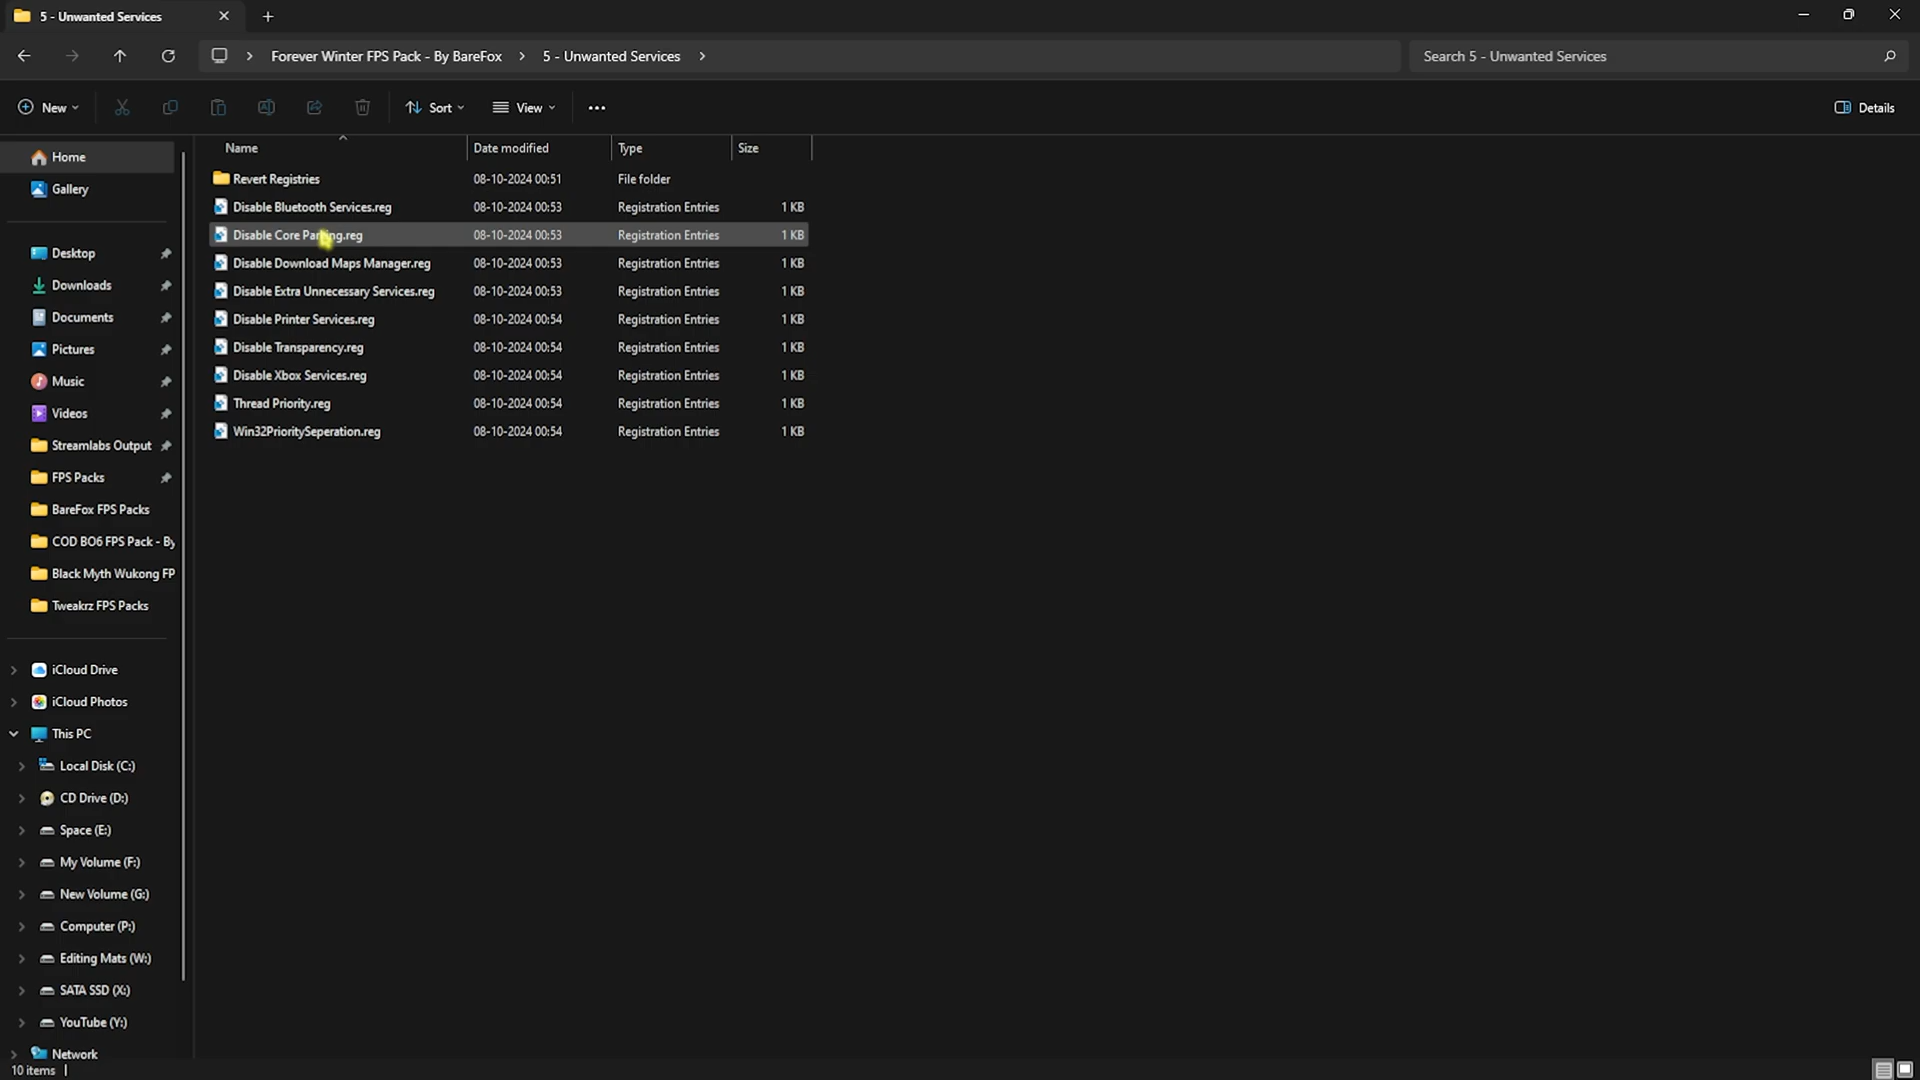 5 - Unwanted Services
Forever Winter FPS Pack - By BareFox
5 - Unwanted Services
Search 5 - Unwanted Services
New
Sort
View
Details
Name
Date modified
Type
Size
Home
Gallery
Desktop
Downloads
Documents
Pictures
Music
Videos
Streamlabs Output
FPS Packs
BareFox FPS Packs
COD BO6 FPS Pack - By
Black Myth Wukong FP
Tweakrz FPS Packs
iCloud Drive
iCloud Photos
This PC
Local Disk (C:)
CD Drive (D:)
Space (E:)
My Volume (F:)
New Volume (G:)
Computer (P:)
Editing Mats (W:)
SATA SSD (X:)
YouTube (Y:)
Network
Revert Registries 08-10-2024 00:51 File folder
Disable Bluetooth Services.reg 08-10-2024 00:53 Registration Entries 1 KB
Disable Core Parking.reg 08-10-2024 00:53 Registration Entries 1 KB
Disable Download Maps Manager.reg 08-10-2024 00:53 Registration Entries 1 KB
Disable Extra Unnecessary Services.reg 08-10-2024 00:53 Registration Entries 1 KB
Disable Printer Services.reg 08-10-2024 00:54 Registration Entries 1 KB
Disable Transparency.reg 08-10-2024 00:54 Registration Entries 1 KB
Disable Xbox Services.reg 08-10-2024 00:54 Registration Entries 1 KB
Thread Priority.reg 08-10-2024 00:54 Registration Entries 1 KB
Win32PrioritySeperation.reg 08-10-2024 00:54 Registration Entries 1 KB
10 items